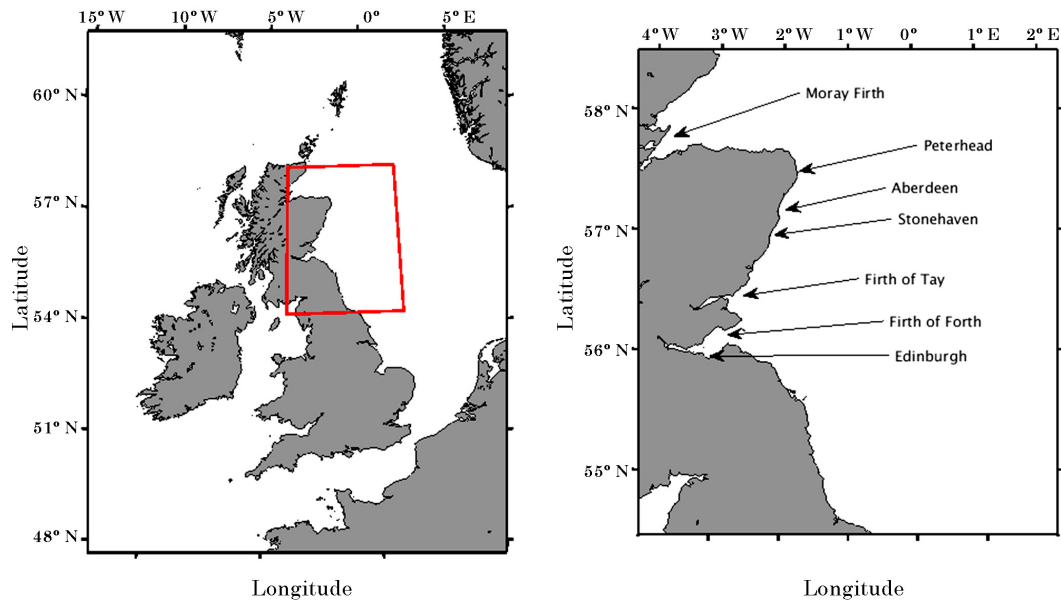 15° W 10° W 5° W 0° 5° E
60° N
57° N
54° N
51° N
48° N
Latitude
Longitude
4° W 3° W 2° W 1° W 0° 1° E 2° E
58° N
57° N
56° N
55° N
Latitude
Longitude
Moray Firth
Peterhead
Aberdeen
Stonehaven
Firth of Tay
Firth of Forth
Edinburgh